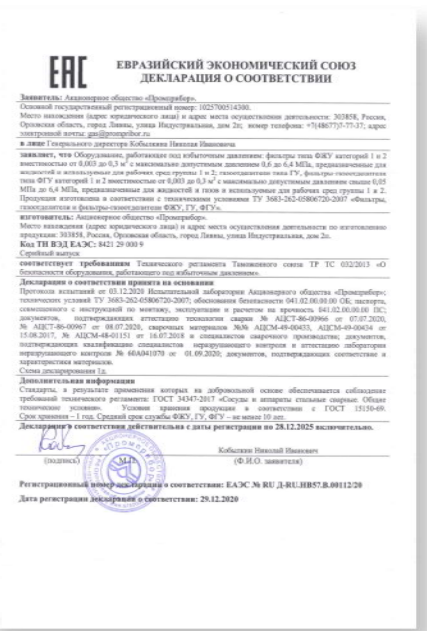 ЕАС
ЕВРАЗИЙСКИЙ ЭКОНОМИЧЕСКИЙ СОЮЗ
ДЕКЛАРАЦИЯ О СООТВЕТСТВИИ
Заявитель: Акционерное общество «Промприбор».
Основной государственный регистрационный номер: 1025700514300.
Место нахождения (адрес юридического лица) и адрес места осуществления деятельности: 303858, Россия,
Орловская область, город Ливны, улица Индустриальная, дом 2в; номер телефона: +7(48677)7-77-37; адрес
электронной почты: gas@prompribor.ru
в лице Генерального директора Кобылкина Николая Ивановича
заявляет, что Оборудование, работающее под избыточным давлением: фильтры типа ФЖУ категорий 1 и 2
вместимостью от 0,003 до 0,3 м³ с максимально допустимым давлением 0,6 до 6,4 МПа, предназначенные для
жидкостей и используемые для рабочих сред группы 1 и 2; газоотделители типа ГУ, фильтры-газоотделители
типа ФГУ категорий 1 и 2 вместимостью от 0,003 до 0,3 м³ с максимально допустимым давлением свыше 0,05
МПа до 6,4 МПа, предназначенные для жидкостей и газов и используемые для рабочих сред группы 1 и 2.
Продукция изготовлена в соответствии с техническими условиями ТУ 3683-262-05806720-2007 «Фильтры,
газоотделители и фильтры-газоотделители ФЖУ, ГУ, ФГУ».
изготовитель: Акционерное общество «Промприбор».
Место нахождения (адрес юридического лица) и адрес места осуществления деятельности по изготовлению
продукции: 303858, Россия, Орловская область, город Ливны, улица Индустриальная, дом 2в.
Код ТН ВЭД ЕАЭС: 8421 29 000 9
Серийный выпуск
соответствует требованиям Технического регламента Таможенного союза ТР ТС 032/2013 «О
безопасности оборудования, работающего под избыточным давлением».
Декларация о соответствии принята на основании
Протокола испытаний от 03.12.2020 Испытательной лаборатории Акционерного общества «Промприбор»;
технических условий ТУ 3683-262-05806720-2007; обоснования безопасности 041.02.00.00.00 ОБ; паспорта,
совмещенного с инструкцией по монтажу, эксплуатации и расчетом на прочность 041.02.00.00.00 ПС;
документов, подтверждающих аттестацию технологии сварки № АЦСТ-86-00966 от 07.07.2020,
№ АЦСТ-86-00967 от 08.07.2020, сварочных материалов №№ АЦСМ-49-00433, АЦСМ-49-00434 от
15.08.2017, № АЦСМ-48-01151 от 16.07.2018 и специалистов сварочного производства; документов,
подтверждающих квалификацию специалистов неразрушающего контроля и аттестацию лаборатории
неразрушающего контроля № 60А041070 от 01.09.2020; документов, подтверждающих соответствие и
характеристики материалов.
Схема декларирования 1д.
Дополнительная информация
Стандарты, в результате применения которых на добровольной основе обеспечивается соблюдение
требований технического регламента: ГОСТ 34347-2017 «Сосуды и аппараты стальные сварные. Общие
технические условия». Условия хранения продукции в соответствии с ГОСТ 15150-69.
Срок хранения – 1 год. Средний срок службы ФЖУ, ГУ, ФГУ – не менее 10 лет.
Декларация о соответствии действительна с даты регистрации по 28.12.2025 включительно.
Кобылкин Николай Иванович
(подпись) М.П. (Ф.И.О. заявителя)
«Промприбор»
Регистрационный номер декларации о соответствии: ЕАЭС № RU Д-RU.НВ57.В.00112/20
Дата регистрации декларации о соответствии: 29.12.2020